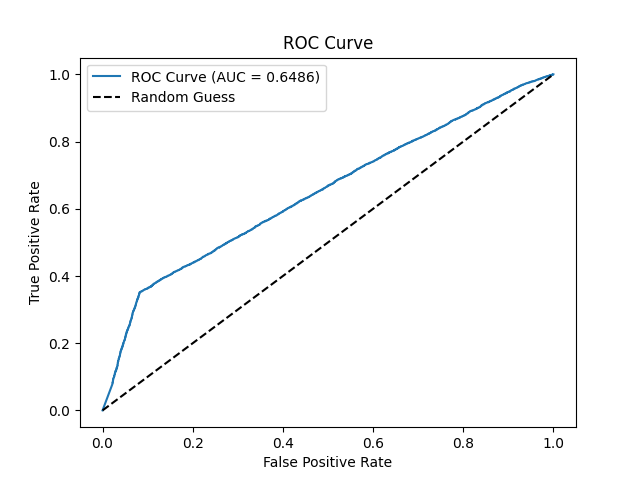 ROC Curve
ROC Curve (AUC = 0.6486)
Random Guess
1.0
0.8
0.6
0.4
0.2
0.0
True Positive Rate
0.0 0.2 0.4 0.6 0.8 1.0
False Positive Rate